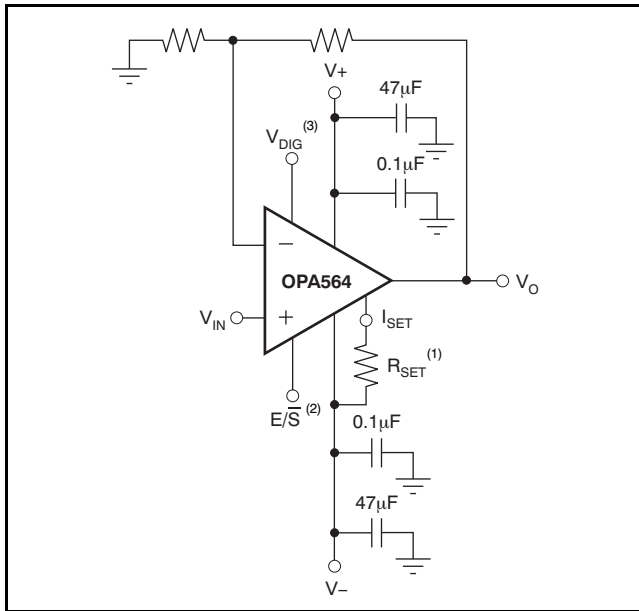 V+
47μF
V_DIG (3)
0.1μF
−
OPA564
V_O
I_SET
V_IN
+
R_SET (1)
E/S̅ (2)
0.1μF
47μF
V−